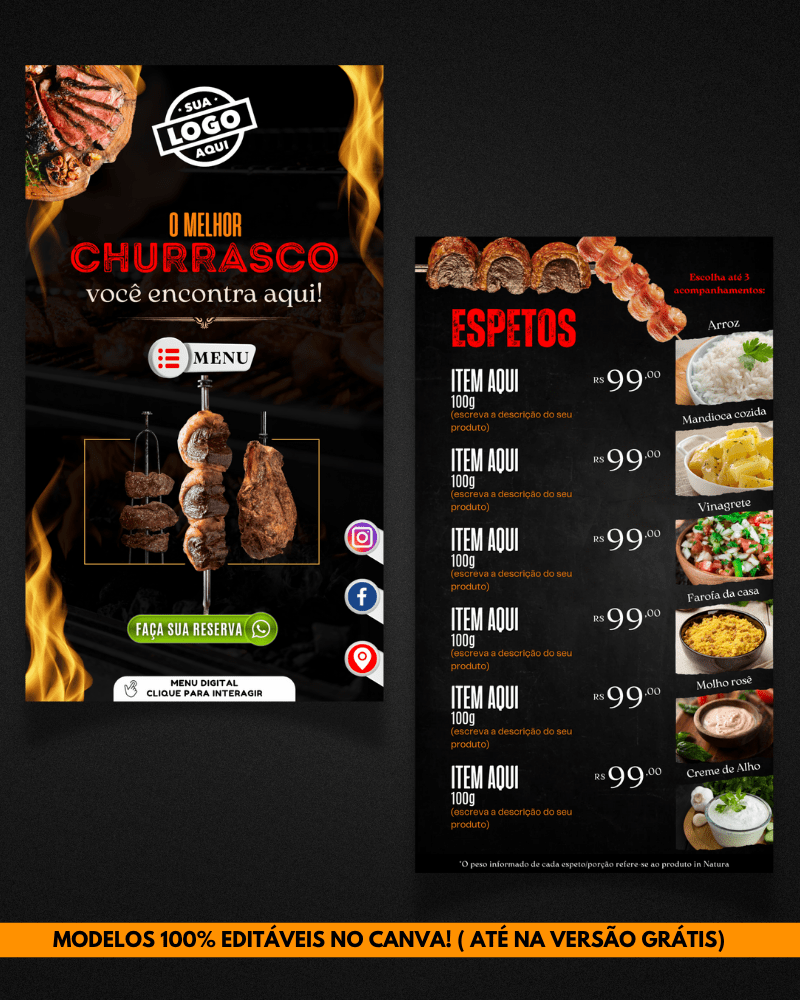 SUA
LOGO
AQUI
O MELHOR
CHURRASCO
você encontra aqui!
MENU
FAÇA SUA RESERVA
MENU DIGITAL
CLIQUE PARA INTERAGIR
Escolha até 3
acompanhamentos:
ESPETOS
ITEM AQUI
100g
(escreva a descrição do seu
produto)
R$ 99,00
ITEM AQUI
100g
(escreva a descrição do seu
produto)
R$ 99,00
ITEM AQUI
100g
(escreva a descrição do seu
produto)
R$ 99,00
ITEM AQUI
100g
(escreva a descrição do seu
produto)
R$ 99,00
ITEM AQUI
100g
(escreva a descrição do seu
produto)
R$ 99,00
ITEM AQUI
100g
(escreva a descrição do seu
produto)
R$ 99,00
Arroz
Mandioca cozida
Vinagrete
Farofa da casa
Molho rosé
Creme de Alho
*O peso informado de cada espeto/porção refere-se ao produto in Natura
MODELOS 100% EDITÁVEIS NO CANVA! ( ATÉ NA VERSÃO GRÁTIS)